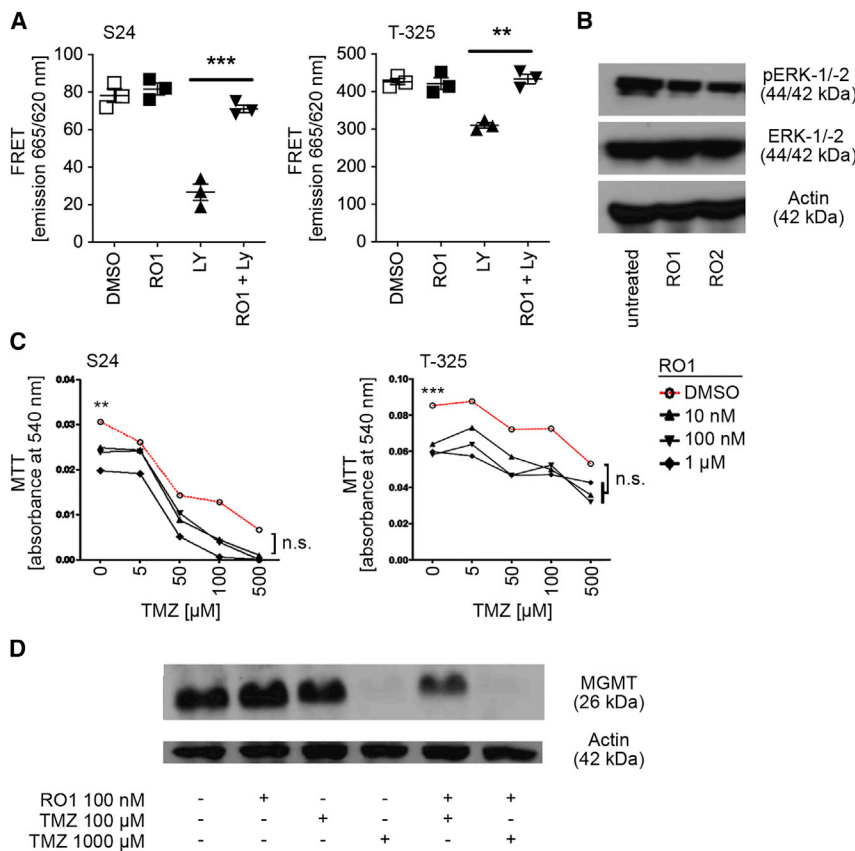 A
S24
FRET
[emission 665/620 nm]
100
80
60
40
20
0
***
DMSO
RO1
LY
RO1 + Ly
T-325
FRET
[emission 665/620 nm]
500
400
300
200
100
0
**
DMSO
RO1
LY
RO1 + Ly
B
pERK-1/-2
(44/42 kDa)
ERK-1/-2
(44/42 kDa)
Actin
(42 kDa)
untreated
RO1
RO2
C
S24
MTT
[absorbance at 540 nm]
0.04
0.03
0.02
0.01
0.00
**
n.s.
0
5
50
100
500
TMZ [µM]
T-325
MTT
[absorbance at 540 nm]
0.10
0.08
0.06
0.04
0.02
0.00
***
n.s.
0
5
50
100
500
TMZ [µM]
RO1
DMSO
10 nM
100 nM
1 µM
D
MGMT
(26 kDa)
Actin
(42 kDa)
RO1 100 nM - + - - + +
TMZ 100 µM - - + - + -
TMZ 1000 µM - - - + - +